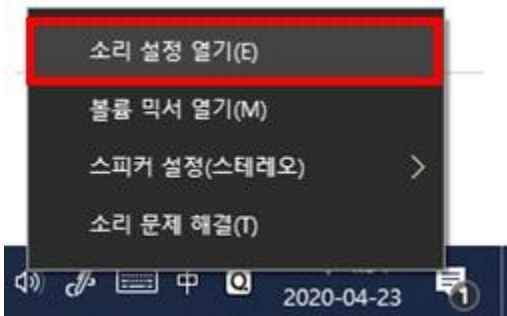 소리 설정 열기(E)
볼륨 믹서 열기(M)
스피커 설정(스테레오)
소리 문제 해결(T)
中
2020-04-23
1